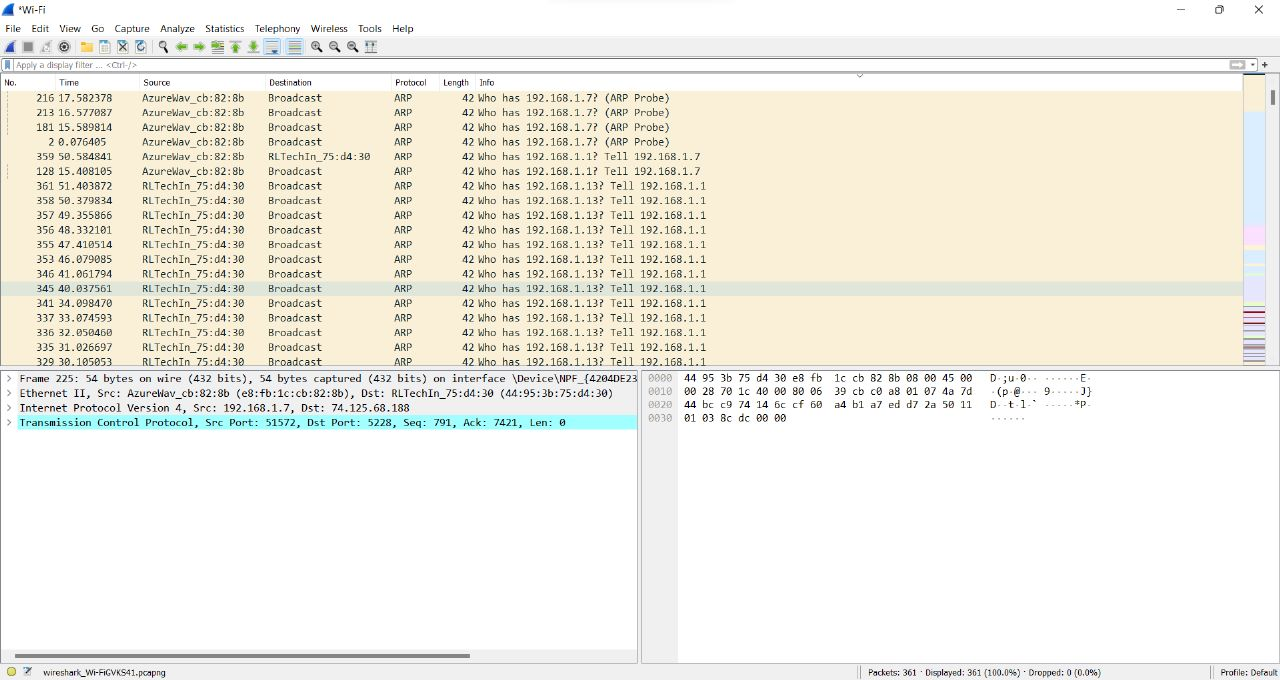 *Wi-Fi
File Edit View Go Capture Analyze Statistics Telephony Wireless Tools Help
Apply a display filter ... <Ctrl-/>
No. Time Source Destination Protocol Length Info
216 17.582378 AzureWav_cb:82:8b Broadcast ARP 42 Who has 192.168.1.7? (ARP Probe)
213 16.577087 AzureWav_cb:82:8b Broadcast ARP 42 Who has 192.168.1.7? (ARP Probe)
181 15.589814 AzureWav_cb:82:8b Broadcast ARP 42 Who has 192.168.1.7? (ARP Probe)
2 0.076405 AzureWav_cb:82:8b Broadcast ARP 42 Who has 192.168.1.7? (ARP Probe)
359 50.584841 AzureWav_cb:82:8b RLTechIn_75:d4:30 ARP 42 Who has 192.168.1.1? Tell 192.168.1.7
128 15.408105 AzureWav_cb:82:8b Broadcast ARP 42 Who has 192.168.1.1? Tell 192.168.1.7
361 51.403872 RLTechIn_75:d4:30 Broadcast ARP 42 Who has 192.168.1.13? Tell 192.168.1.1
358 50.379834 RLTechIn_75:d4:30 Broadcast ARP 42 Who has 192.168.1.13? Tell 192.168.1.1
357 49.355866 RLTechIn_75:d4:30 Broadcast ARP 42 Who has 192.168.1.13? Tell 192.168.1.1
356 48.332101 RLTechIn_75:d4:30 Broadcast ARP 42 Who has 192.168.1.13? Tell 192.168.1.1
355 47.410514 RLTechIn_75:d4:30 Broadcast ARP 42 Who has 192.168.1.13? Tell 192.168.1.1
353 46.079085 RLTechIn_75:d4:30 Broadcast ARP 42 Who has 192.168.1.13? Tell 192.168.1.1
346 41.061794 RLTechIn_75:d4:30 Broadcast ARP 42 Who has 192.168.1.13? Tell 192.168.1.1
345 40.037561 RLTechIn_75:d4:30 Broadcast ARP 42 Who has 192.168.1.13? Tell 192.168.1.1
341 34.098470 RLTechIn_75:d4:30 Broadcast ARP 42 Who has 192.168.1.13? Tell 192.168.1.1
337 33.074593 RLTechIn_75:d4:30 Broadcast ARP 42 Who has 192.168.1.13? Tell 192.168.1.1
336 32.050460 RLTechIn_75:d4:30 Broadcast ARP 42 Who has 192.168.1.13? Tell 192.168.1.1
335 31.026697 RLTechIn_75:d4:30 Broadcast ARP 42 Who has 192.168.1.13? Tell 192.168.1.1
329 30.105053 RLTechIn_75:d4:30 Broadcast ARP 42 Who has 192.168.1.13? Tell 192.168.1.1
Frame 225: 54 bytes on wire (432 bits), 54 bytes captured (432 bits) on interface \Device\NPF_{4204DE23
Ethernet II, Src: AzureWav_cb:82:8b (e8:fb:1c:cb:82:8b), Dst: RLTechIn_75:d4:30 (44:95:3b:75:d4:30)
Internet Protocol Version 4, Src: 192.168.1.7, Dst: 74.125.68.188
Transmission Control Protocol, Src Port: 51572, Dst Port: 5228, Seq: 791, Ack: 7421, Len: 0
0000 44 95 3b 75 d4 30 e8 fb 1c cb 82 8b 08 00 45 00 D·;u·0·· ······E·
0010 00 28 70 1c 40 00 80 06 39 cb c0 a8 01 07 4a 7d ·(p·@··· 9·····J}
0020 44 bc c9 74 14 6c cf 60 a4 b1 a7 ed d7 2a 50 11 D··t·l·` ·····*P·
0030 01 03 8c dc 00 00 ······
wireshark_Wi-FiGVKS41.pcapng
Packets: 361 · Displayed: 361 (100.0%) · Dropped: 0 (0.0%)
Profile: Default